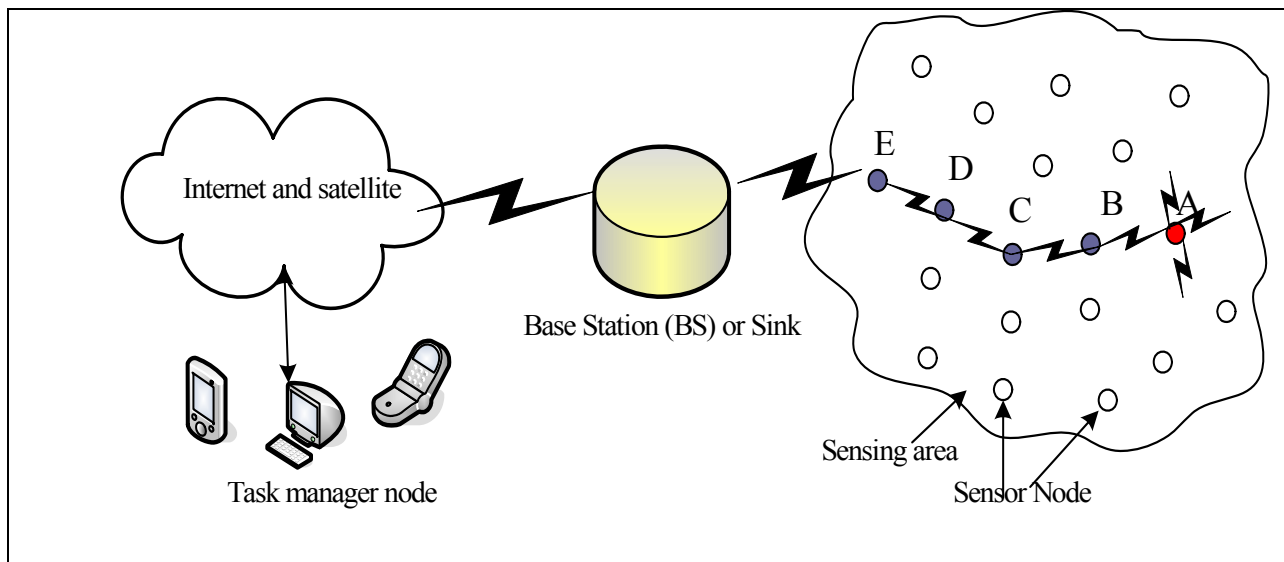 Internet and satellite
E
D
C
B
A
Base Station (BS) or Sink
Sensing area
Sensor Node
Task manager node